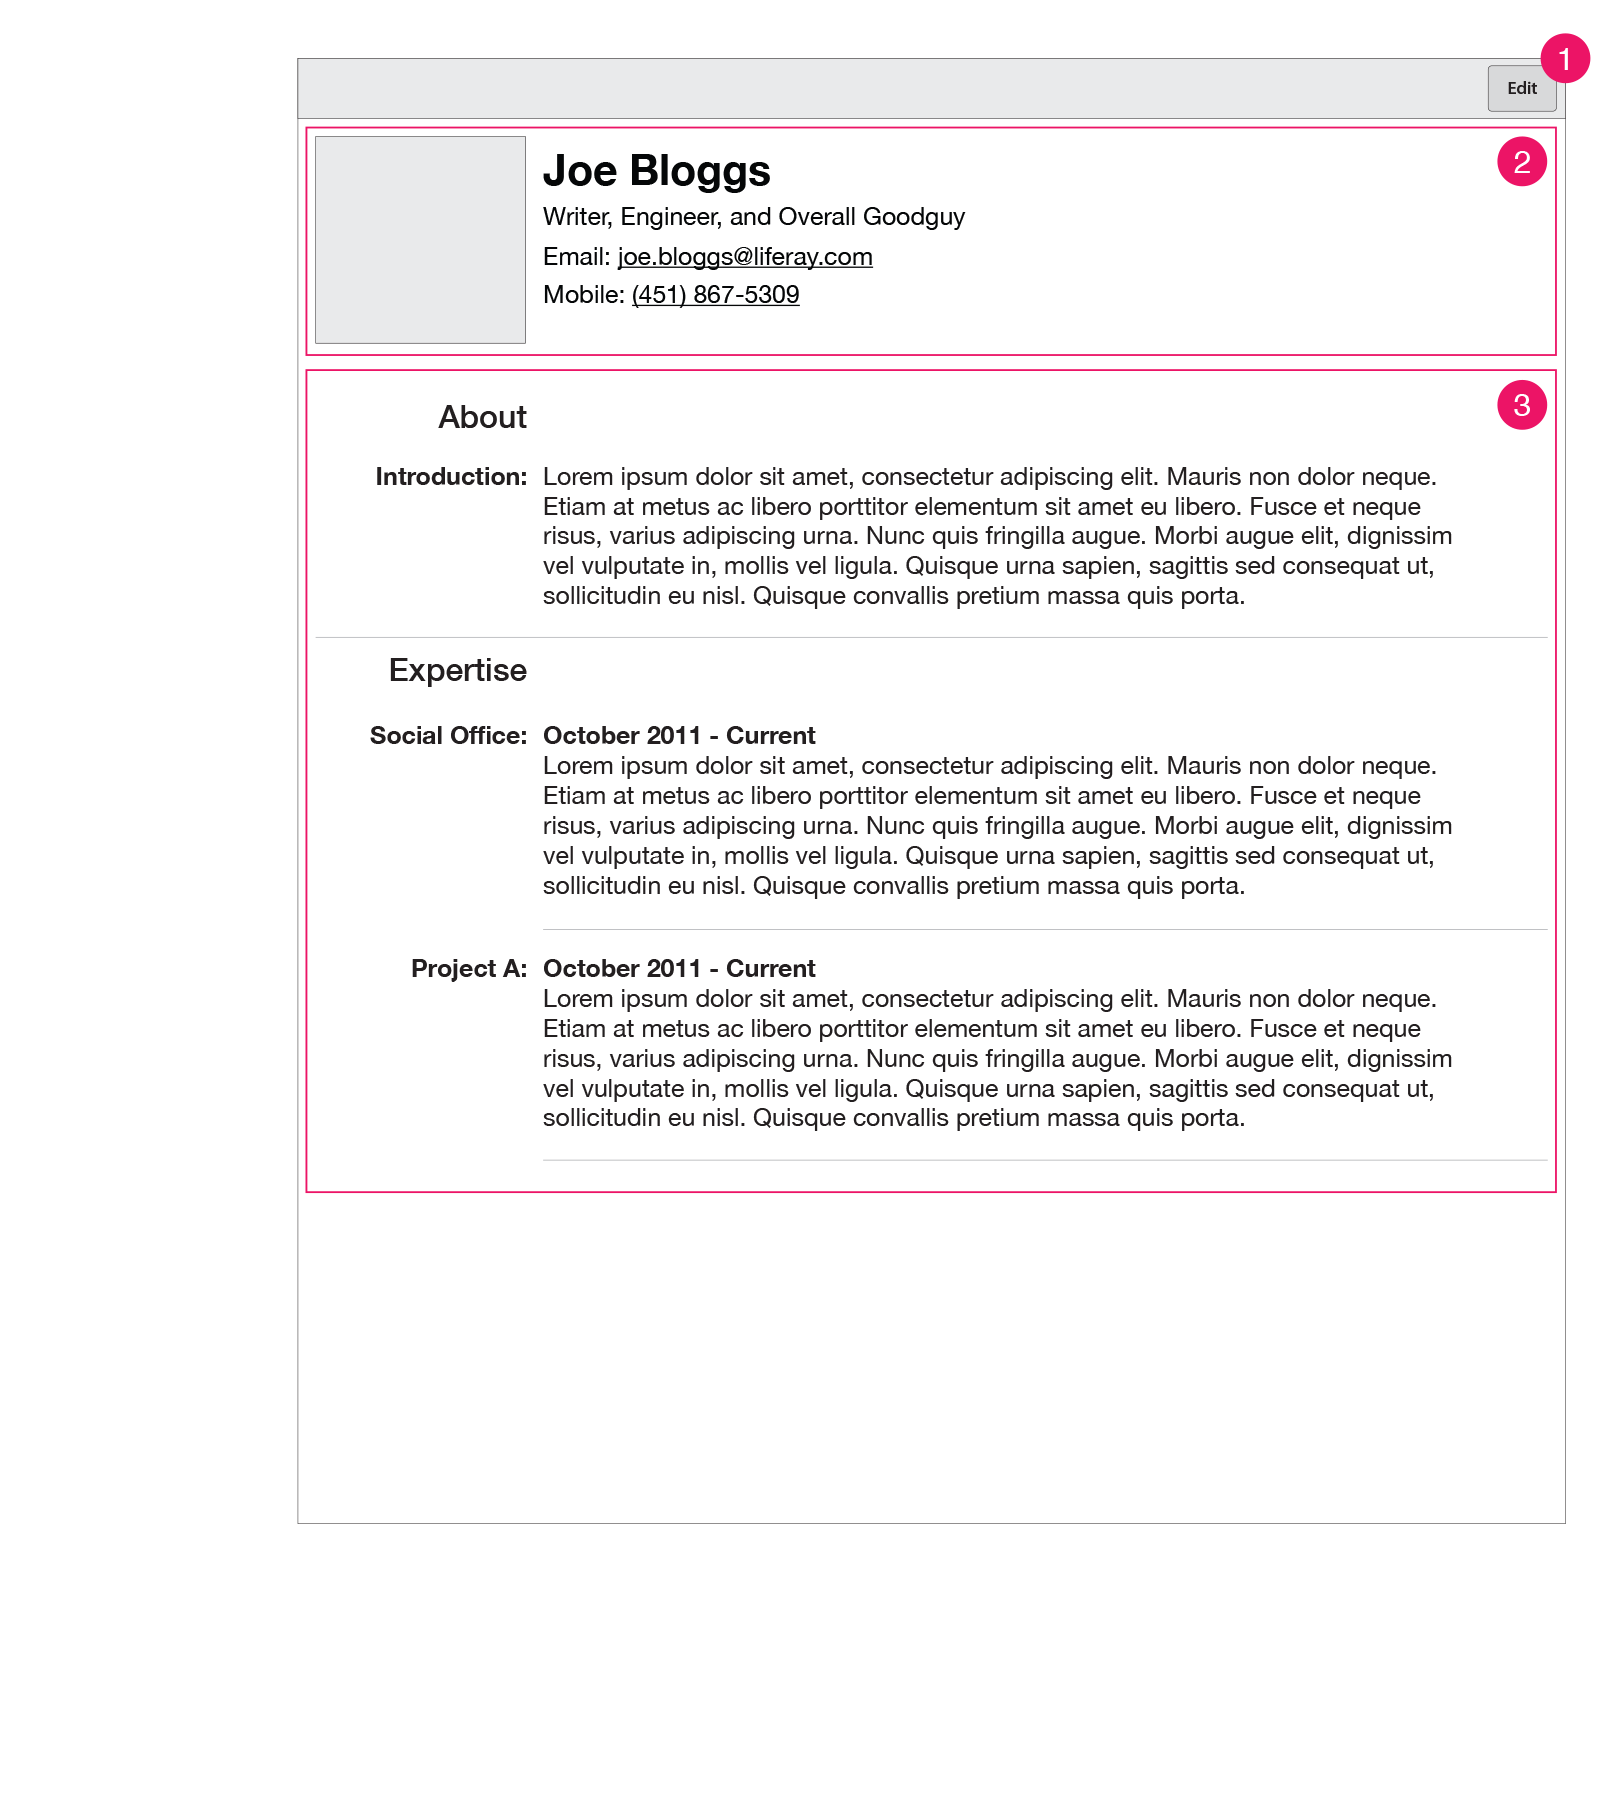 1
Edit
2
Joe Bloggs
Writer, Engineer, and Overall Goodguy
Email: joe.bloggs@liferay.com
Mobile: (451) 867-5309
3
About
Introduction: Lorem ipsum dolor sit amet, consectetur adipiscing elit. Mauris non dolor neque.
Etiam at metus ac libero porttitor elementum sit amet eu libero. Fusce et neque
risus, varius adipiscing urna. Nunc quis fringilla augue. Morbi augue elit, dignissim
vel vulputate in, mollis vel ligula. Quisque urna sapien, sagittis sed consequat ut,
sollicitudin eu nisl. Quisque convallis pretium massa quis porta.
Expertise
Social Office: October 2011 - Current
Lorem ipsum dolor sit amet, consectetur adipiscing elit. Mauris non dolor neque.
Etiam at metus ac libero porttitor elementum sit amet eu libero. Fusce et neque
risus, varius adipiscing urna. Nunc quis fringilla augue. Morbi augue elit, dignissim
vel vulputate in, mollis vel ligula. Quisque urna sapien, sagittis sed consequat ut,
sollicitudin eu nisl. Quisque convallis pretium massa quis porta.
Project A: October 2011 - Current
Lorem ipsum dolor sit amet, consectetur adipiscing elit. Mauris non dolor neque.
Etiam at metus ac libero porttitor elementum sit amet eu libero. Fusce et neque
risus, varius adipiscing urna. Nunc quis fringilla augue. Morbi augue elit, dignissim
vel vulputate in, mollis vel ligula. Quisque urna sapien, sagittis sed consequat ut,
sollicitudin eu nisl. Quisque convallis pretium massa quis porta.